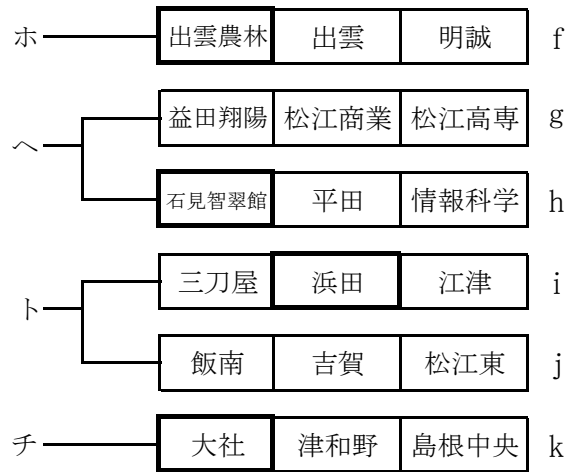 ホ 出雲農林 出雲 明誠 f
益田翔陽 松江商業 松江高専 g
ヘ
石見智翠館 平田 情報科学 h
三刀屋 浜田 江津 i
ト
飯南 吉賀 松江東 j
チ 大社 津和野 島根中央 k